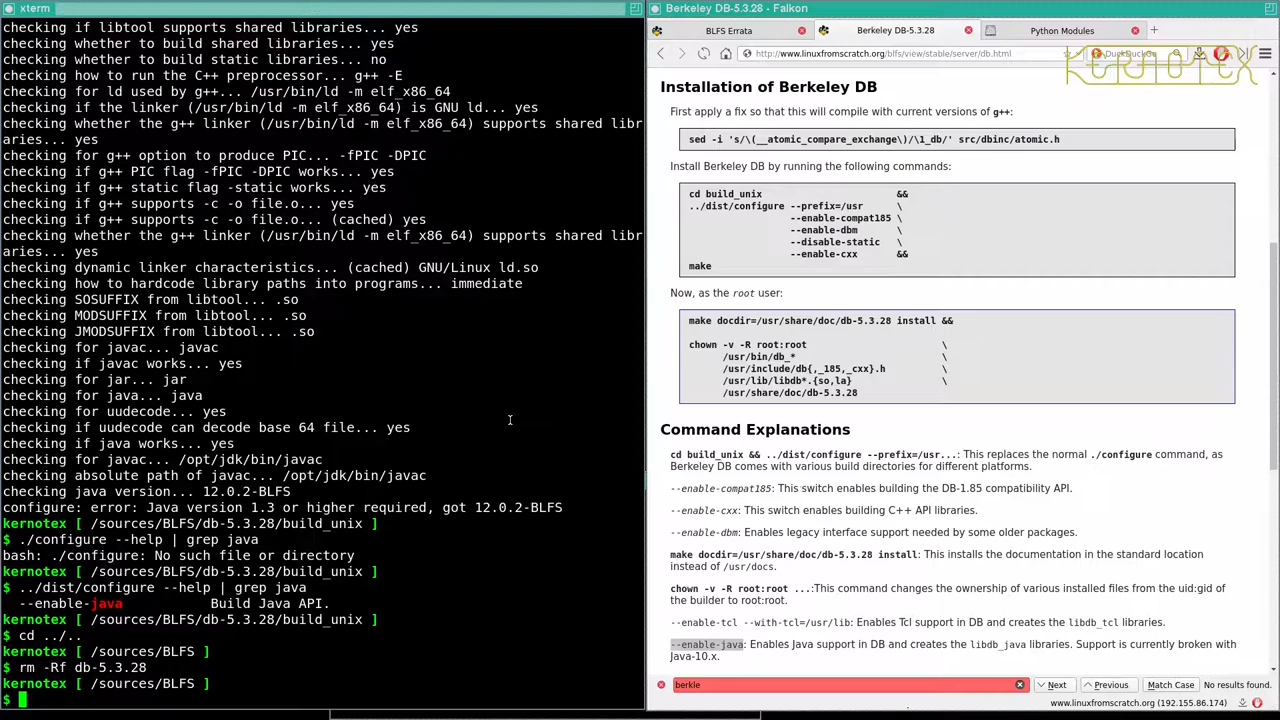 xterm
checking if libtool supports shared libraries... yes
checking whether to build shared libraries... yes
checking whether to build static libraries... no
checking how to run the C++ preprocessor... g++ -E
checking for ld used by g++... /usr/bin/ld -m elf_x86_64
checking if the linker (/usr/bin/ld -m elf_x86_64) is GNU ld... yes
checking whether the g++ linker (/usr/bin/ld -m elf_x86_64) supports shared libr
aries... yes
checking for g++ option to produce PIC... -fPIC -DPIC
checking if g++ PIC flag -fPIC -DPIC works... yes
checking if g++ static flag -static works... yes
checking if g++ supports -c -o file.o... yes
checking if g++ supports -c -o file.o... (cached) yes
checking whether the g++ linker (/usr/bin/ld -m elf_x86_64) supports shared libr
aries... yes
checking dynamic linker characteristics... (cached) GNU/Linux ld.so
checking how to hardcode library paths into programs... immediate
checking SOSUFFIX from libtool... .so
checking MODSUFFIX from libtool... .so
checking JMODSUFFIX from libtool... .so
checking for javac... javac
checking if javac works... yes
checking for jar... jar
checking for java... java
checking for uudecode... yes
checking if uudecode can decode base 64 file... yes
checking if java works... yes
checking for javac... /opt/jdk/bin/javac
checking absolute path of javac... /opt/jdk/bin/javac
checking java version... 12.0.2-BLFS
configure: error: Java version 1.3 or higher required, got 12.0.2-BLFS
kernotex [ /sources/BLFS/db-5.3.28/build_unix ]
$ ./configure --help | grep java
bash: ./configure: No such file or directory
kernotex [ /sources/BLFS/db-5.3.28/build_unix ]
$ ../dist/configure --help | grep java
--enable-java Build Java API.
kernotex [ /sources/BLFS/db-5.3.28/build_unix ]
$ cd ../..
kernotex [ /sources/BLFS ]
$ rm -Rf db-5.3.28
kernotex [ /sources/BLFS ]
$
Berkeley DB-5.3.28 - Falkon
BLFS Errata
Berkeley DB-5.3.28
Python Modules
http://www.linuxfromscratch.org/blfs/view/stable/server/db.html
DuckDuckGo
KERNOTEX
Installation of Berkeley DB
First apply a fix so that this will compile with current versions of g++:
sed -i 's/\(__atomic_compare_exchange\)/\1_db/' src/dbinc/atomic.h
Install Berkeley DB by running the following commands:
cd build_unix &&
../dist/configure --prefix=/usr \
--enable-compat185 \
--enable-dbm \
--disable-static \
--enable-cxx &&
make
Now, as the root user:
make docdir=/usr/share/doc/db-5.3.28 install &&
chown -v -R root:root \
/usr/bin/db_* \
/usr/include/db{,_185,_cxx}.h \
/usr/lib/libdb*.{so,la} \
/usr/share/doc/db-5.3.28
Command Explanations
cd build_unix && ../dist/configure --prefix=/usr...: This replaces the normal ./configure command, as
Berkeley DB comes with various build directories for different platforms.
--enable-compat185: This switch enables building the DB-1.85 compatibility API.
--enable-cxx: This switch enables building C++ API libraries.
--enable-dbm: Enables legacy interface support needed by some older packages.
make docdir=/usr/share/doc/db-5.3.28 install: This installs the documentation in the standard location
instead of /usr/docs.
chown -v -R root:root ...:This command changes the ownership of various installed files from the uid:gid of
the builder to root:root.
--enable-tcl --with-tcl=/usr/lib: Enables Tcl support in DB and creates the libdb_tcl libraries.
--enable-java: Enables Java support in DB and creates the libdb_java libraries. Support is currently broken with
Java-10.x.
berkle
Next
Previous
Match Case
No results found.
www.linuxfromscratch.org (192.155.86.174)